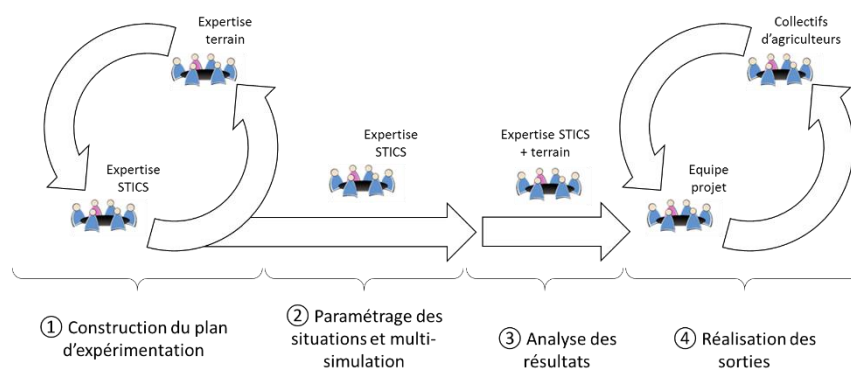 Expertise
terrain
Expertise
STICS
Expertise
STICS
Expertise STICS
+ terrain
Collectifs
d'agriculteurs
Equipe
projet
① Construction du plan
d'expérimentation
② Paramétrage des
situations et multi-
simulation
③ Analyse des
résultats
④ Réalisation des
sorties